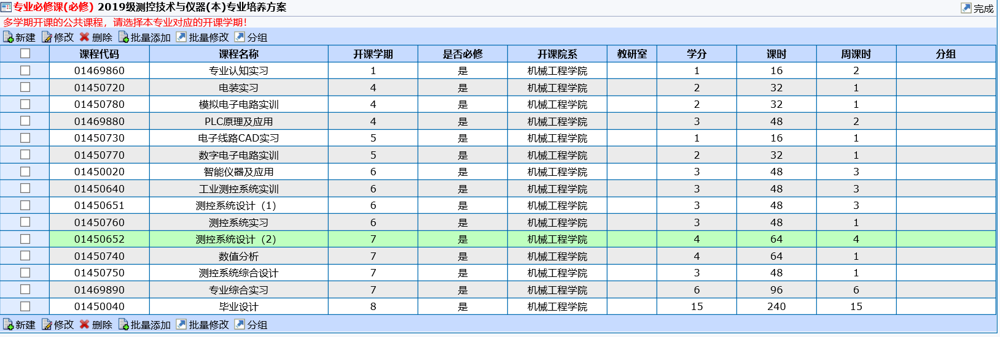 专业必修课(必修) 2019级测控技术与仪器(本)专业培养方案 完成
多学期开课的公共课程，请选择本专业对应的开课学期！
新建 修改 删除 批量添加 批量修改 分组
课程代码 课程名称 开课学期 是否必修 开课院系 教研室 学分 课时 周课时 分组
01469860 专业认知实习 1 是 机械工程学院 1 16 2
01450720 电装实习 4 是 机械工程学院 2 32 1
01450780 模拟电子电路实训 4 是 机械工程学院 2 32 1
01469880 PLC原理及应用 4 是 机械工程学院 3 48 2
01450730 电子线路CAD实习 5 是 机械工程学院 1 16 1
01450770 数字电子电路实训 5 是 机械工程学院 2 32 1
01450020 智能仪器及应用 6 是 机械工程学院 3 48 3
01450640 工业测控系统实训 6 是 机械工程学院 3 48 3
01450651 测控系统设计（1） 6 是 机械工程学院 3 48 3
01450760 测控系统实习 6 是 机械工程学院 3 48 1
01450652 测控系统设计（2） 7 是 机械工程学院 4 64 4
01450740 数值分析 7 是 机械工程学院 4 64 1
01450750 测控系统综合设计 7 是 机械工程学院 3 48 1
01469890 专业综合实习 7 是 机械工程学院 6 96 6
01450040 毕业设计 8 是 机械工程学院 15 240 15
新建 修改 删除 批量添加 批量修改 分组